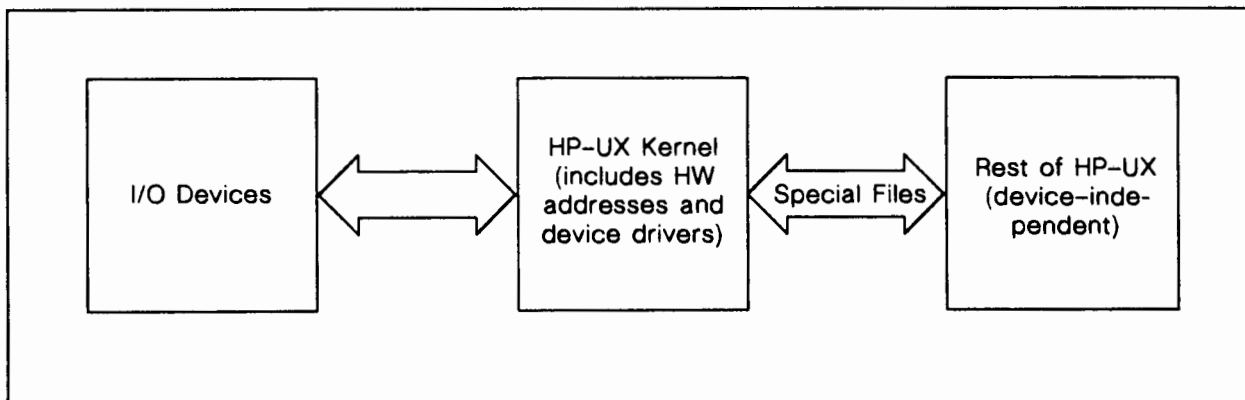 I/O Devices
HP-UX Kernel
(includes HW
addresses and
device drivers)
Special Files
Rest of HP-UX
(device-inde-
pendent)